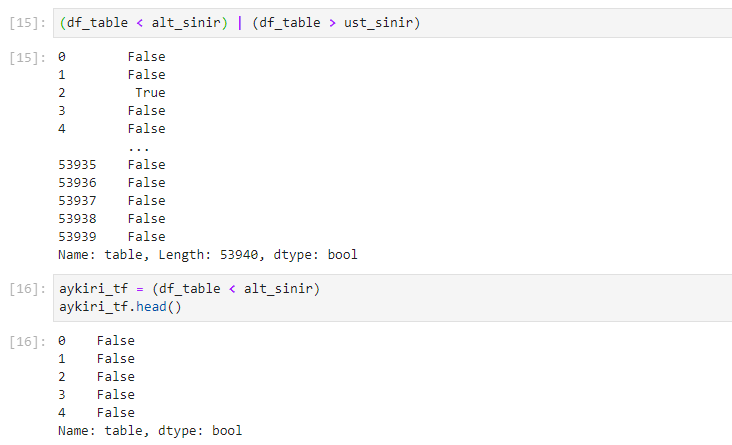 [15]: (df_table < alt_sinir) | (df_table > ust_sinir)
[15]: 0        False
1        False
2         True
3        False
4        False
...
53935    False
53936    False
53937    False
53938    False
53939    False
Name: table, Length: 53940, dtype: bool
[16]: aykiri_tf = (df_table < alt_sinir)
aykiri_tf.head()
[16]: 0    False
1    False
2    False
3    False
4    False
Name: table, dtype: bool